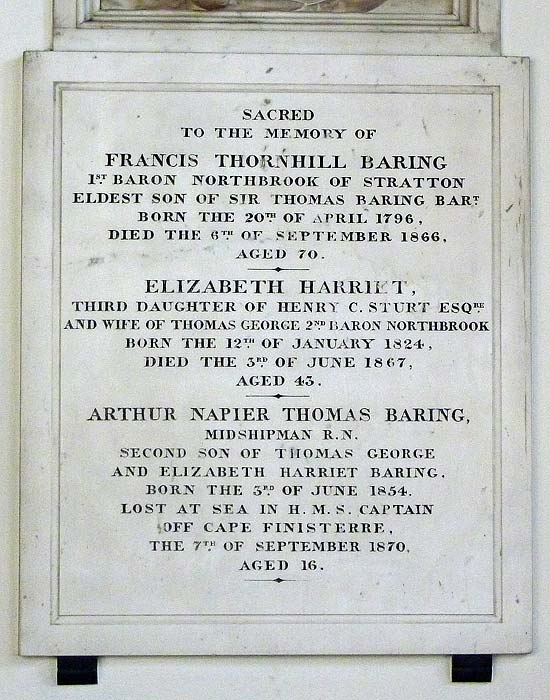 SACRED
TO THE MEMORY OF
FRANCIS THORNHILL BARING
1ST BARON NORTHBROOK OF STRATTON
ELDEST SON OF SIR THOMAS BARING BART
BORN THE 20TH OF APRIL 1796,
DIED THE 6TH OF SEPTEMBER 1866,
AGED 70.
ELIZABETH HARRIET,
THIRD DAUGHTER OF HENRY C. STURT ESQRE
AND WIFE OF THOMAS GEORGE 2ND BARON NORTHBROOK
BORN THE 12TH OF JANUARY 1824,
DIED THE 3RD OF JUNE 1867,
AGED 43.
ARTHUR NAPIER THOMAS BARING,
MIDSHIPMAN R.N.
SECOND SON OF THOMAS GEORGE
AND ELIZABETH HARRIET BARING,
BORN THE 3RD OF JUNE 1854.
LOST AT SEA IN H.M.S. CAPTAIN
OFF CAPE FINISTERRE,
THE 7TH OF SEPTEMBER 1870,
AGED 16.